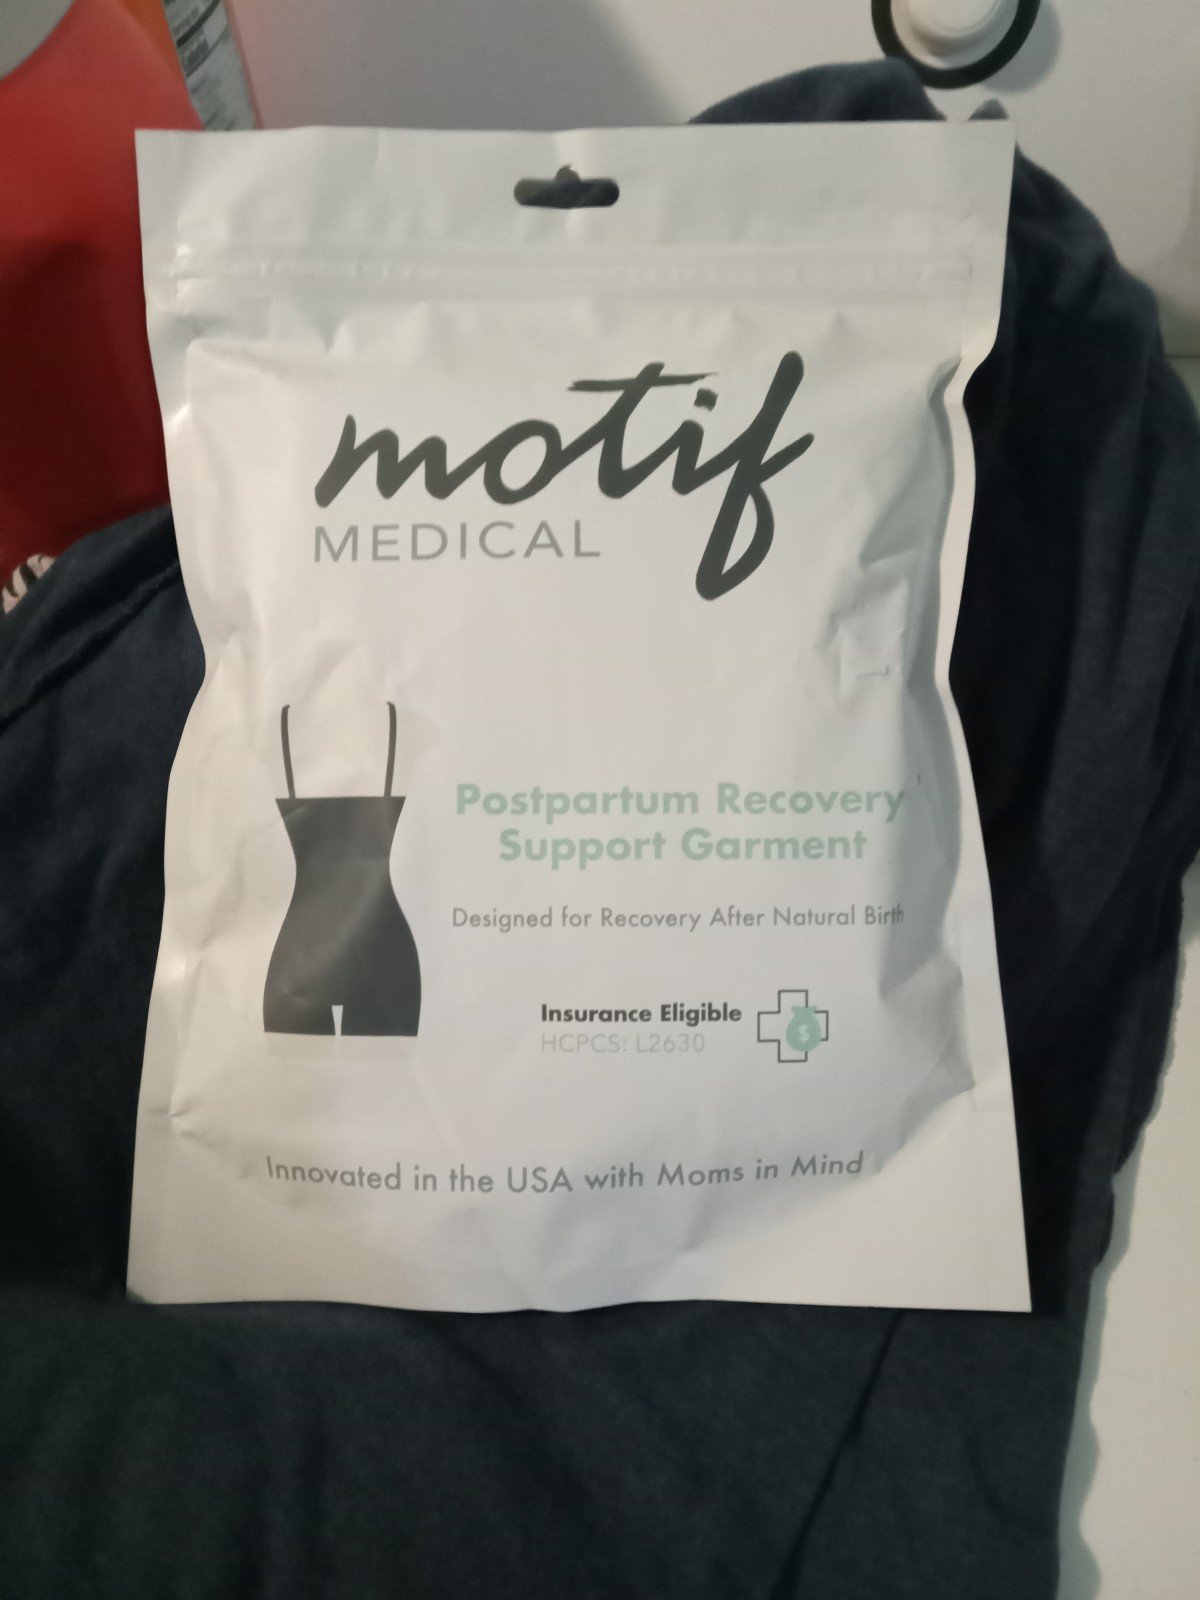 motif
MEDICAL
Postpartum Recovery
Support Garment
Designed for Recovery After Natural Birth
Insurance Eligible
HCPCS: L2630
$
Innovated in the USA with Moms in Mind